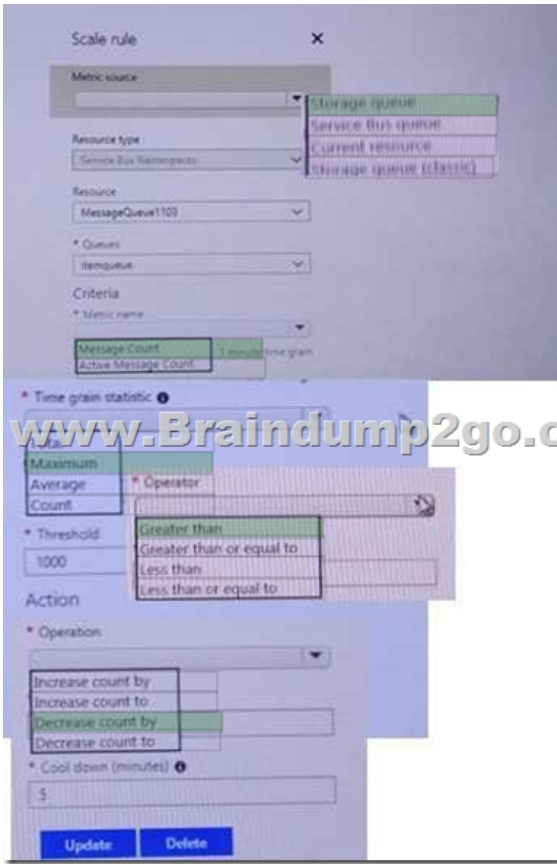 Scale rule ×
Metric source
Storage queue
Service Bus queue
Current resource
Storage queue (classic)
Resource type
Service Bus Namespaces
Resource
MessageQueue1103
* Queues
itemqueue
Criteria
* Metric name
Message Count
1 minute time grain
Active Message Count
* Time grain statistic
www.Braindump2go.c
Maximum
Average
Count
* Operator
Greater than
Greater than or equal to
Less than
Less than or equal to
* Threshold
1000
Action
* Operation
Increase count by
Increase count to
Decrease count by
Decrease count to
* Cool down (minutes)
5
Update
Delete